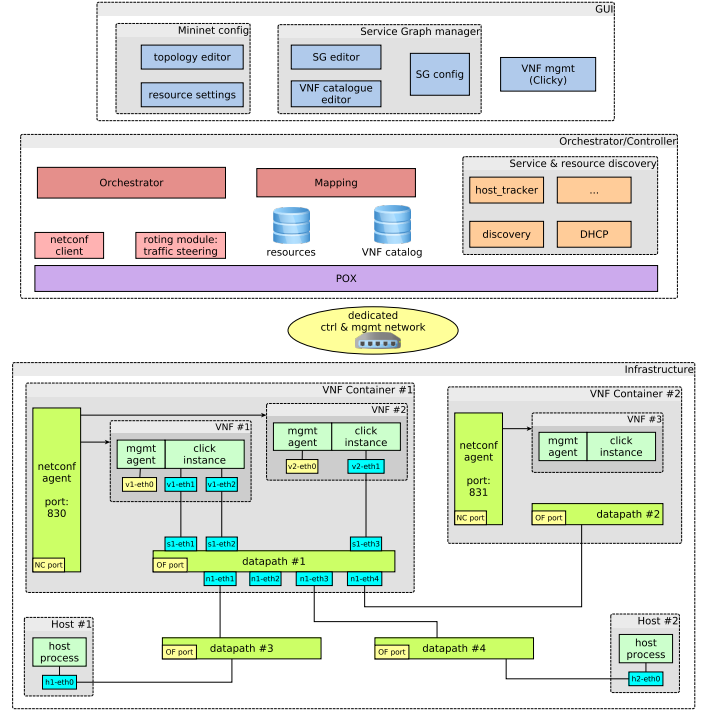 GUI
Mininet config
topology editor
resource settings
Service Graph manager
SG editor
VNF catalogue
editor
SG config
VNF mgmt
(Clicky)
Orchestrator/Controller
Orchestrator
Mapping
Service & resource discovery
host_tracker
...
discovery
DHCP
netconf
client
roting module:
traffic steering
resources
VNF catalog
POX
dedicated
ctrl & mgmt network
Infrastructure
VNF Container #1
netconf
agent
port:
830
NC port
VNF #1
mgmt
agent
click
instance
v1-eth0
v1-eth1
v1-eth2
VNF #2
mgmt
agent
click
instance
v2-eth0
v2-eth1
s1-eth1
s1-eth2
s1-eth3
OF port
datapath #1
n1-eth1
n1-eth2
n1-eth3
n1-eth4
VNF Container #2
netconf
agent
port:
831
NC port
VNF #3
mgmt
agent
click
instance
OF port
datapath #2
Host #1
host
process
h1-eth0
OF port
datapath #3
OF port
datapath #4
Host #2
host
process
h2-eth0